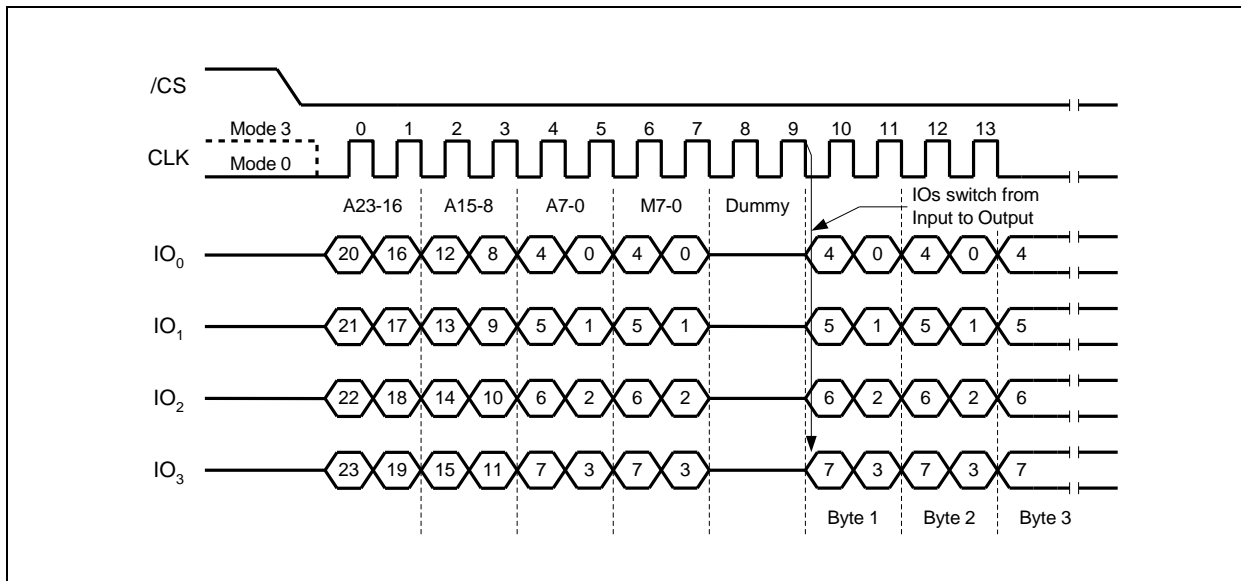 /CS
Mode 3 0 1 2 3 4 5 6 7 8 9 10 11 12 13
CLK
Mode 0
IOs switch from
Input to Output
A23-16 A15-8 A7-0 M7-0 Dummy
IO0 20 16 12 8 4 0 4 0 4 0 4 0 4
IO1 21 17 13 9 5 1 5 1 5 1 5 1 5
IO2 22 18 14 10 6 2 6 2 6 2 6 2 6
IO3 23 19 15 11 7 3 7 3 7 3 7 3 7
Byte 1 Byte 2 Byte 3